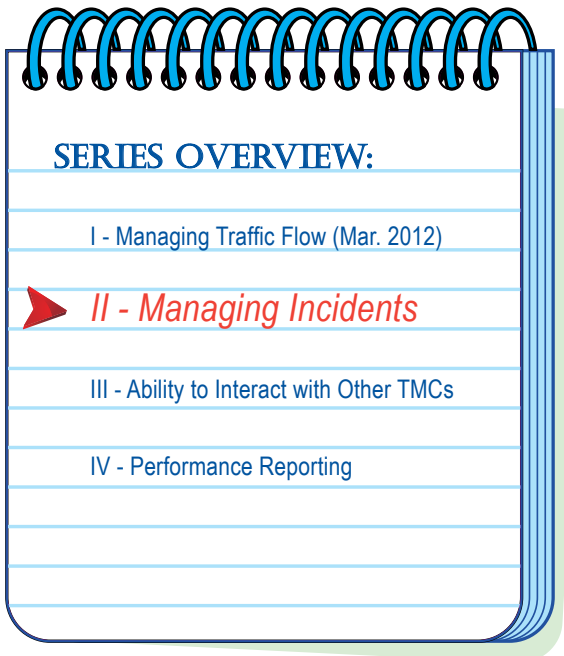 SERIES OVERVIEW:
I - Managing Traffic Flow (Mar. 2012)
II - Managing Incidents
III - Ability to Interact with Other TMCs
IV - Performance Reporting